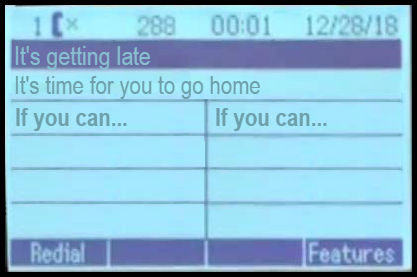 1 × 288 00:01 12/28/18
It's getting late
It's time for you to go home
If you can... If you can...
Redial Features